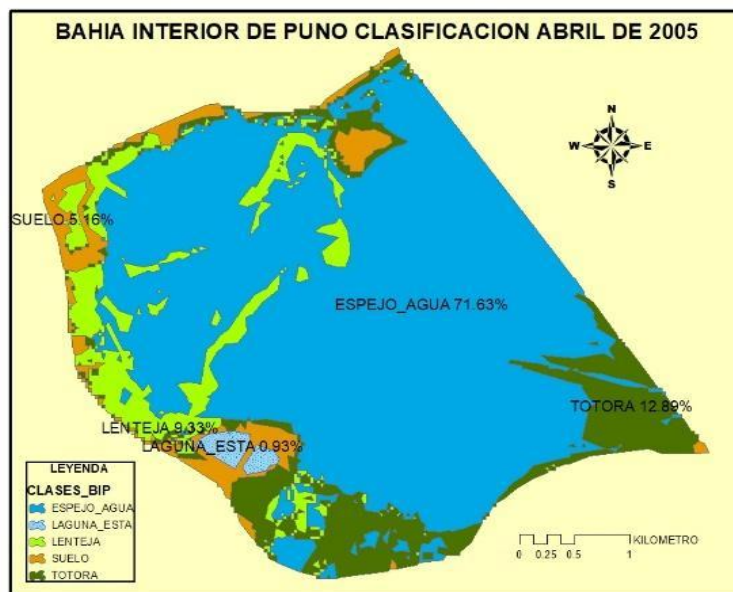 BAHIA INTERIOR DE PUNO CLASIFICACION ABRIL DE 2005
N
W E
S
SUELO 5.16%
ESPEJO_AGUA 71.63%
TOTORA 12.89%
LENTEJA 9.33%
LAGUNA_ESTA 0.93%
LEYENDA
CLASES_BIP
ESPEJO_AGUA
LAGUNA_ESTA
LENTEJA
SUELO
TOTORA
KILOMETRO
0 0.25 0.5 1